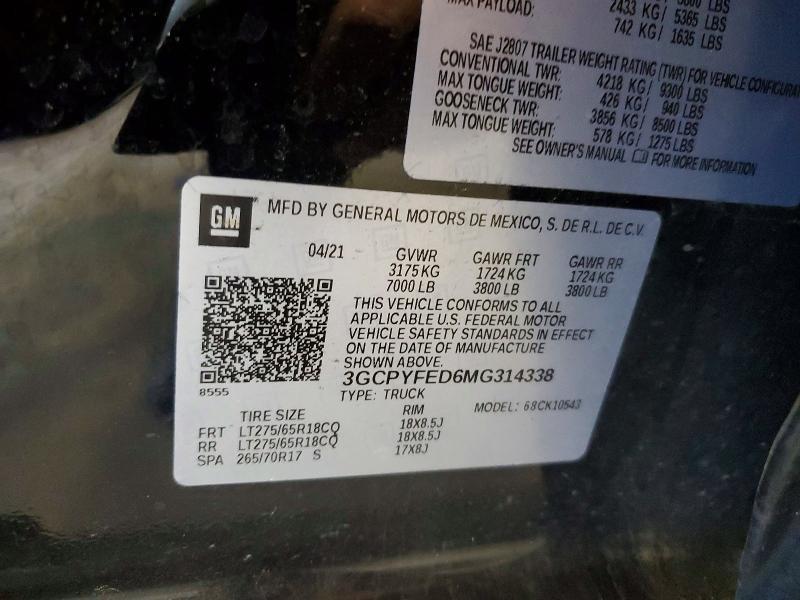 MAX PAYLOAD: 2433 KG/ 5365 LBS
742 KG/ 1635 LBS
SAE J2807 TRAILER WEIGHT RATING (TWR) FOR VEHICLE
CONVENTIONAL TWR: 4218 KG/ 9300 LBS
MAX TONGUE WEIGHT: 426 KG/ 940 LBS
GOOSENECK TWR: 3856 KG/ 8500 LBS
MAX TONGUE WEIGHT: 578 KG/ 1275 LBS
SEE OWNER'S MANUAL FOR MORE INFORMATION
GM MFD BY GENERAL MOTORS DE MEXICO, S. DE R.L. DE C.V.
04/21 GVWR GAWR FRT GAWR RR
3175 KG 1724 KG 1724 KG
7000 LB 3800 LB 3800 LB
THIS VEHICLE CONFORMS TO ALL
APPLICABLE U.S. FEDERAL MOTOR
VEHICLE SAFETY STANDARDS IN EFFECT
ON THE DATE OF MANUFACTURE
SHOWN ABOVE.
3GCPYFED6MG314338
8555
TYPE: TRUCK MODEL: 68CK10543
TIRE SIZE RIM
FRT LT275/65R18CQ 18X8.5J
RR LT275/65R18CQ 18X8.5J
SPA 265/70R17 S 17X8J